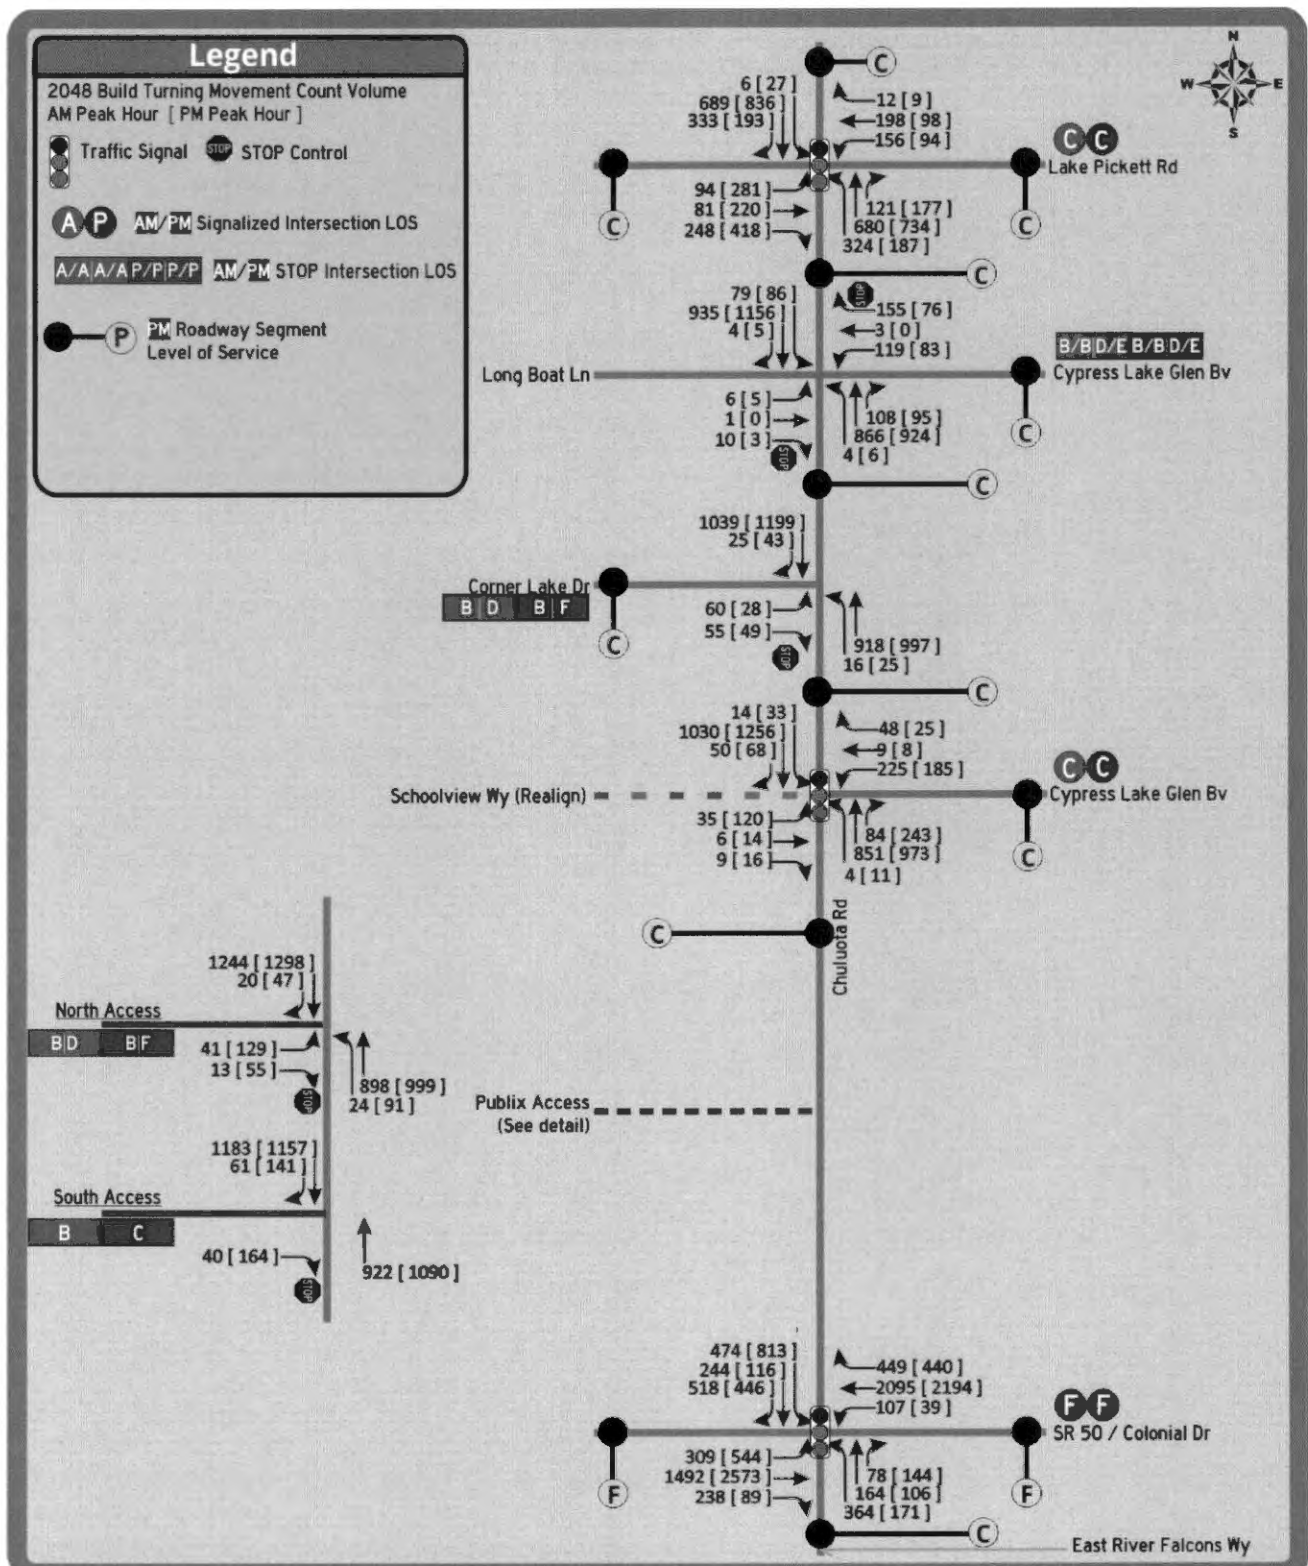 Legend
2048 Build Turning Movement Count Volume
AM Peak Hour [ PM Peak Hour ]
Traffic Signal STOP STOP Control
A P AM/PM Signalized Intersection LOS
A/A A/A P/P P/P AM/PM STOP Intersection LOS
P PM Roadway Segment
Level of Service
N
W E
S
C
6 [ 27 ]
689 [ 836 ]
333 [ 193 ]
12 [ 9 ]
198 [ 98 ]
156 [ 94 ]
C C
Lake Pickett Rd
94 [ 281 ]
81 [ 220 ]
248 [ 418 ]
121 [ 177 ]
680 [ 734 ]
324 [ 187 ]
C
C
C
79 [ 86 ]
935 [ 1156 ]
4 [ 5 ]
STOP
155 [ 76 ]
3 [ 0 ]
119 [ 83 ]
B/B D/E B/B D/E
Long Boat Ln
Cypress Lake Glen Bv
6 [ 5 ]
1 [ 0 ]
10 [ 3 ]
STOP
108 [ 95 ]
866 [ 924 ]
4 [ 6 ]
C
C
1039 [ 1199 ]
25 [ 43 ]
Corner Lake Dr
B D B F
C
60 [ 28 ]
55 [ 49 ]
STOP
918 [ 997 ]
16 [ 25 ]
C
14 [ 33 ]
1030 [ 1256 ]
50 [ 68 ]
48 [ 25 ]
9 [ 8 ]
225 [ 185 ]
C C
Schoolview Wy (Realign)
Cypress Lake Glen Bv
35 [ 120 ]
6 [ 14 ]
9 [ 16 ]
84 [ 243 ]
851 [ 973 ]
4 [ 11 ]
C
C
Chuluota Rd
1244 [ 1298 ]
20 [ 47 ]
North Access
B D B F
41 [ 129 ]
13 [ 55 ]
STOP
898 [ 999 ]
24 [ 91 ]
Publix Access
(See detail)
1183 [ 1157 ]
61 [ 141 ]
South Access
B C
40 [ 164 ]
STOP
922 [ 1090 ]
474 [ 813 ]
244 [ 116 ]
518 [ 446 ]
449 [ 440 ]
2095 [ 2194 ]
107 [ 39 ]
F F
SR 50 / Colonial Dr
309 [ 544 ]
1492 [ 2573 ]
238 [ 89 ]
78 [ 144 ]
164 [ 106 ]
364 [ 171 ]
F
F
C
East River Falcons Wy